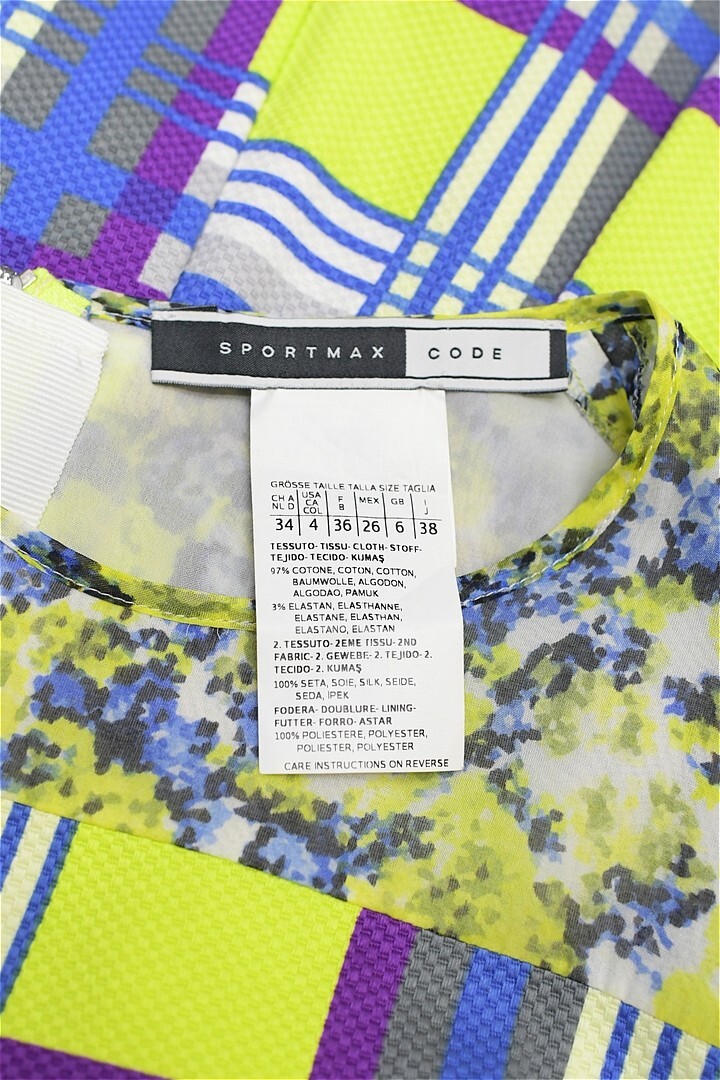 SPORTMAX CODE
GRÖSSE TAILLE TALLA SIZE TAGLIA
CH A NL D USA CA COL F B MEX GB I J
34 4 36 26 6 38
TESSUTO- TISSU- CLOTH- STOFF-
TEJIDO- TECIDO- KUMAŞ
97% COTONE, COTON, COTTON,
BAUMWOLLE, ALGODON,
ALGODAO, PAMUK
3% ELASTAN, ELASTHANNE,
ELASTANE, ELASTHAN,
ELASTANO, ELASTAN
2. TESSUTO-2EME TISSU-2ND
FABRIC-2. GEWEBE-2. TEJIDO-2.
TECIDO-2. KUMAŞ
100% SETA, SOIE, SILK, SEIDE,
SEDA, İPEK
FODERA- DOUBLURE- LINING-
FUTTER- FORRO- ASTAR
100% POLIESTERE, POLYESTER,
POLIESTER, POLYESTER
CARE INSTRUCTIONS ON REVERSE